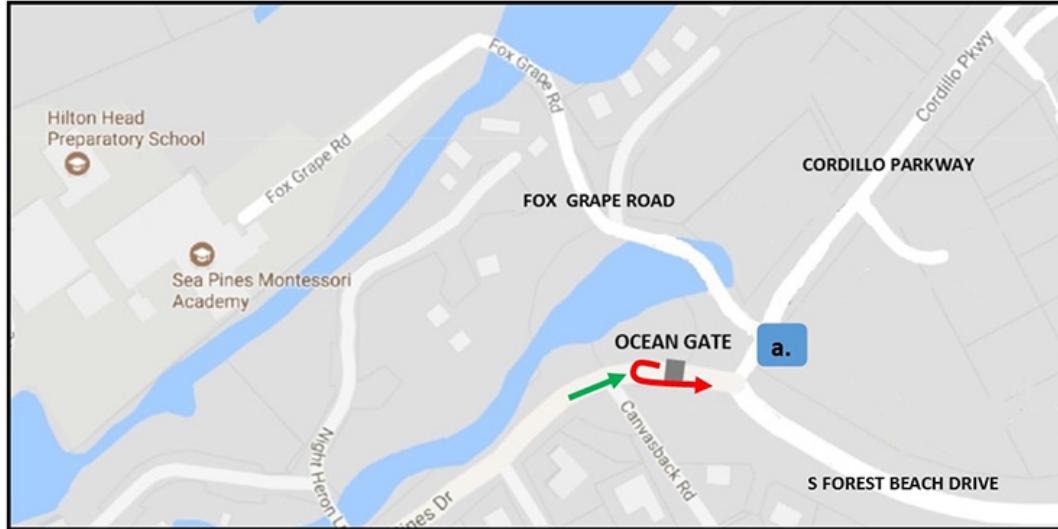 Fox Grape Rd
Cordillo Pkwy
Hilton Head
Preparatory School
Fox Grape Rd
CORDILLO PARKWAY
FOX GRAPE ROAD
Sea Pines Montessori
Academy
OCEAN GATE
a.
Canvasback Rd
Night Heron L
ines Dr
S FOREST BEACH DRIVE